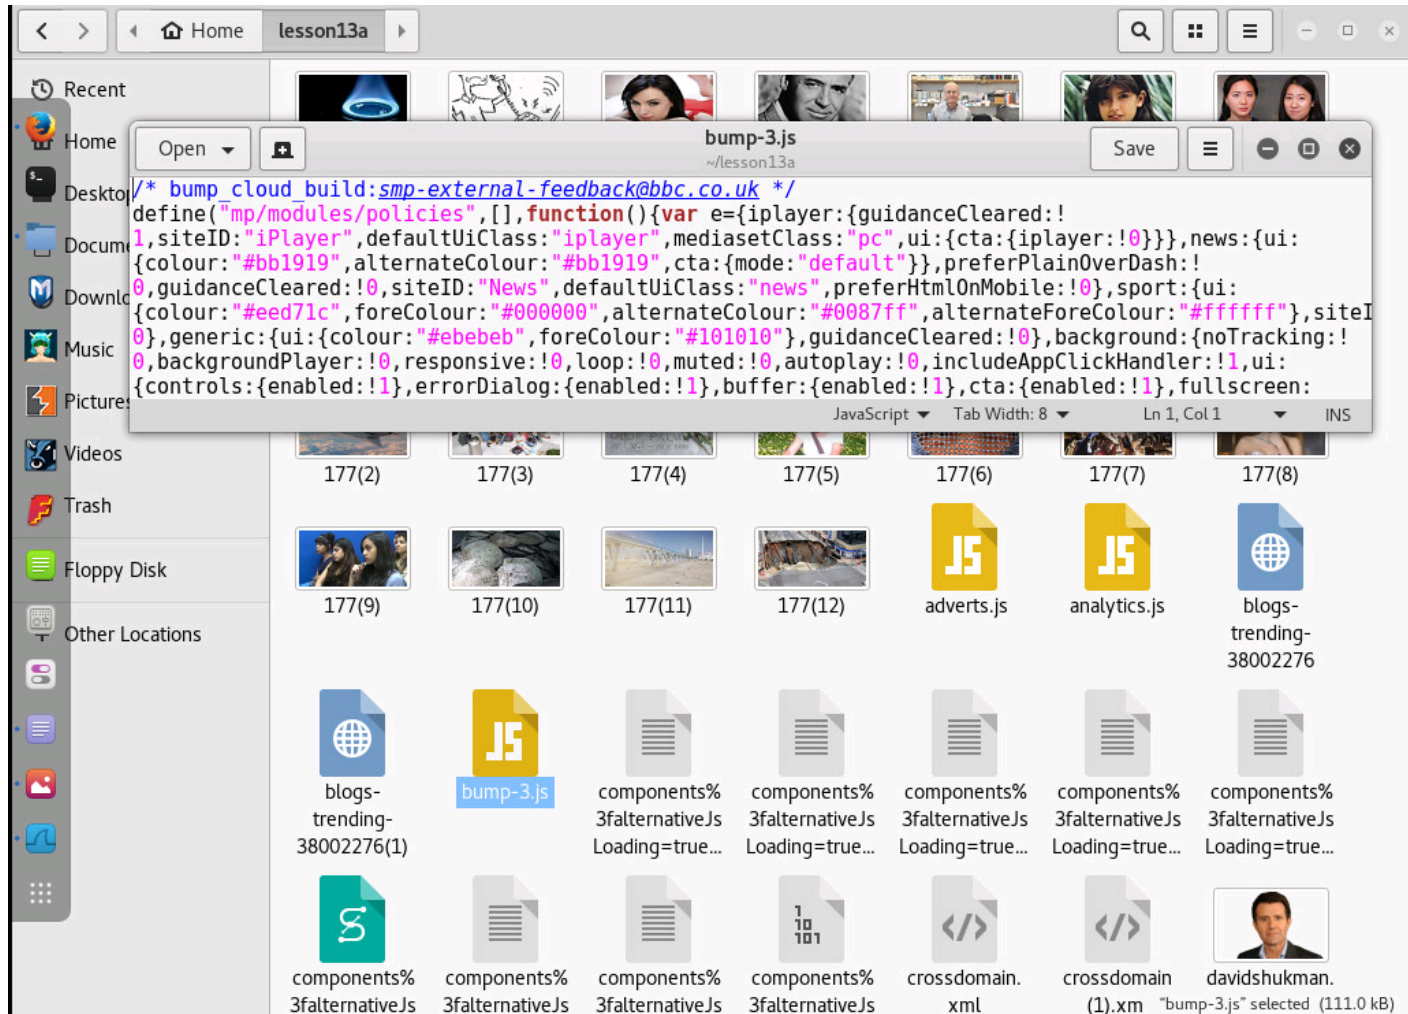 Home
lesson13a
Recent
Home
Desktop
Docume
Downlo
Music
Pictures
Videos
Trash
Floppy Disk
Other Locations
Open
bump-3.js
~/lesson13a
Save
/* bump_cloud_build:smp-external-feedback@bbc.co.uk */
define("mp/modules/policies",[],function(){var e={iplayer:{guidanceCleared:!
1,siteID:"iPlayer",defaultUiClass:"iplayer",mediasetClass:"pc",ui:{cta:{iplayer:!0}}},news:{ui:
{colour:"#bb1919",alternateColour:"#bb1919",cta:{mode:"default"}},preferPlainOverDash:!
0,guidanceCleared:!0,siteID:"News",defaultUiClass:"news",preferHtmlOnMobile:!0},sport:{ui:
{colour:"#eed71c",foreColour:"#000000",alternateColour:"#0087ff",alternateForeColour:"#ffffff"},siteI
0},generic:{ui:{colour:"#ebebeb",foreColour:"#101010"},guidanceCleared:!0},background:{noTracking:!
0,backgroundPlayer:!0,responsive:!0,loop:!0,muted:!0,autoplay:!0,includeAppClickHandler:!1,ui:
{controls:{enabled:!1},errorDialog:{enabled:!1},buffer:{enabled:!1},cta:{enabled:!1},fullscreen:
JavaScript Tab Width: 8 Ln 1, Col 1 INS
177(2) 177(3) 177(4) 177(5) 177(6) 177(7) 177(8)
177(9) 177(10) 177(11) 177(12) adverts.js analytics.js blogs-
trending-
38002276
blogs-
trending-
38002276(1)
bump-3.js
components%
3falternativeJs
Loading=true...
components%
3falternativeJs
Loading=true...
components%
3falternativeJs
Loading=true...
components%
3falternativeJs
Loading=true...
components%
3falternativeJs
Loading=true...
components%
3falternativeJs
components%
3falternativeJs
components%
3falternativeJs
components%
3falternativeJs
crossdomain.
xml
crossdomain
(1).xm
davidshukman.
"bump-3.js" selected (111.0 kB)